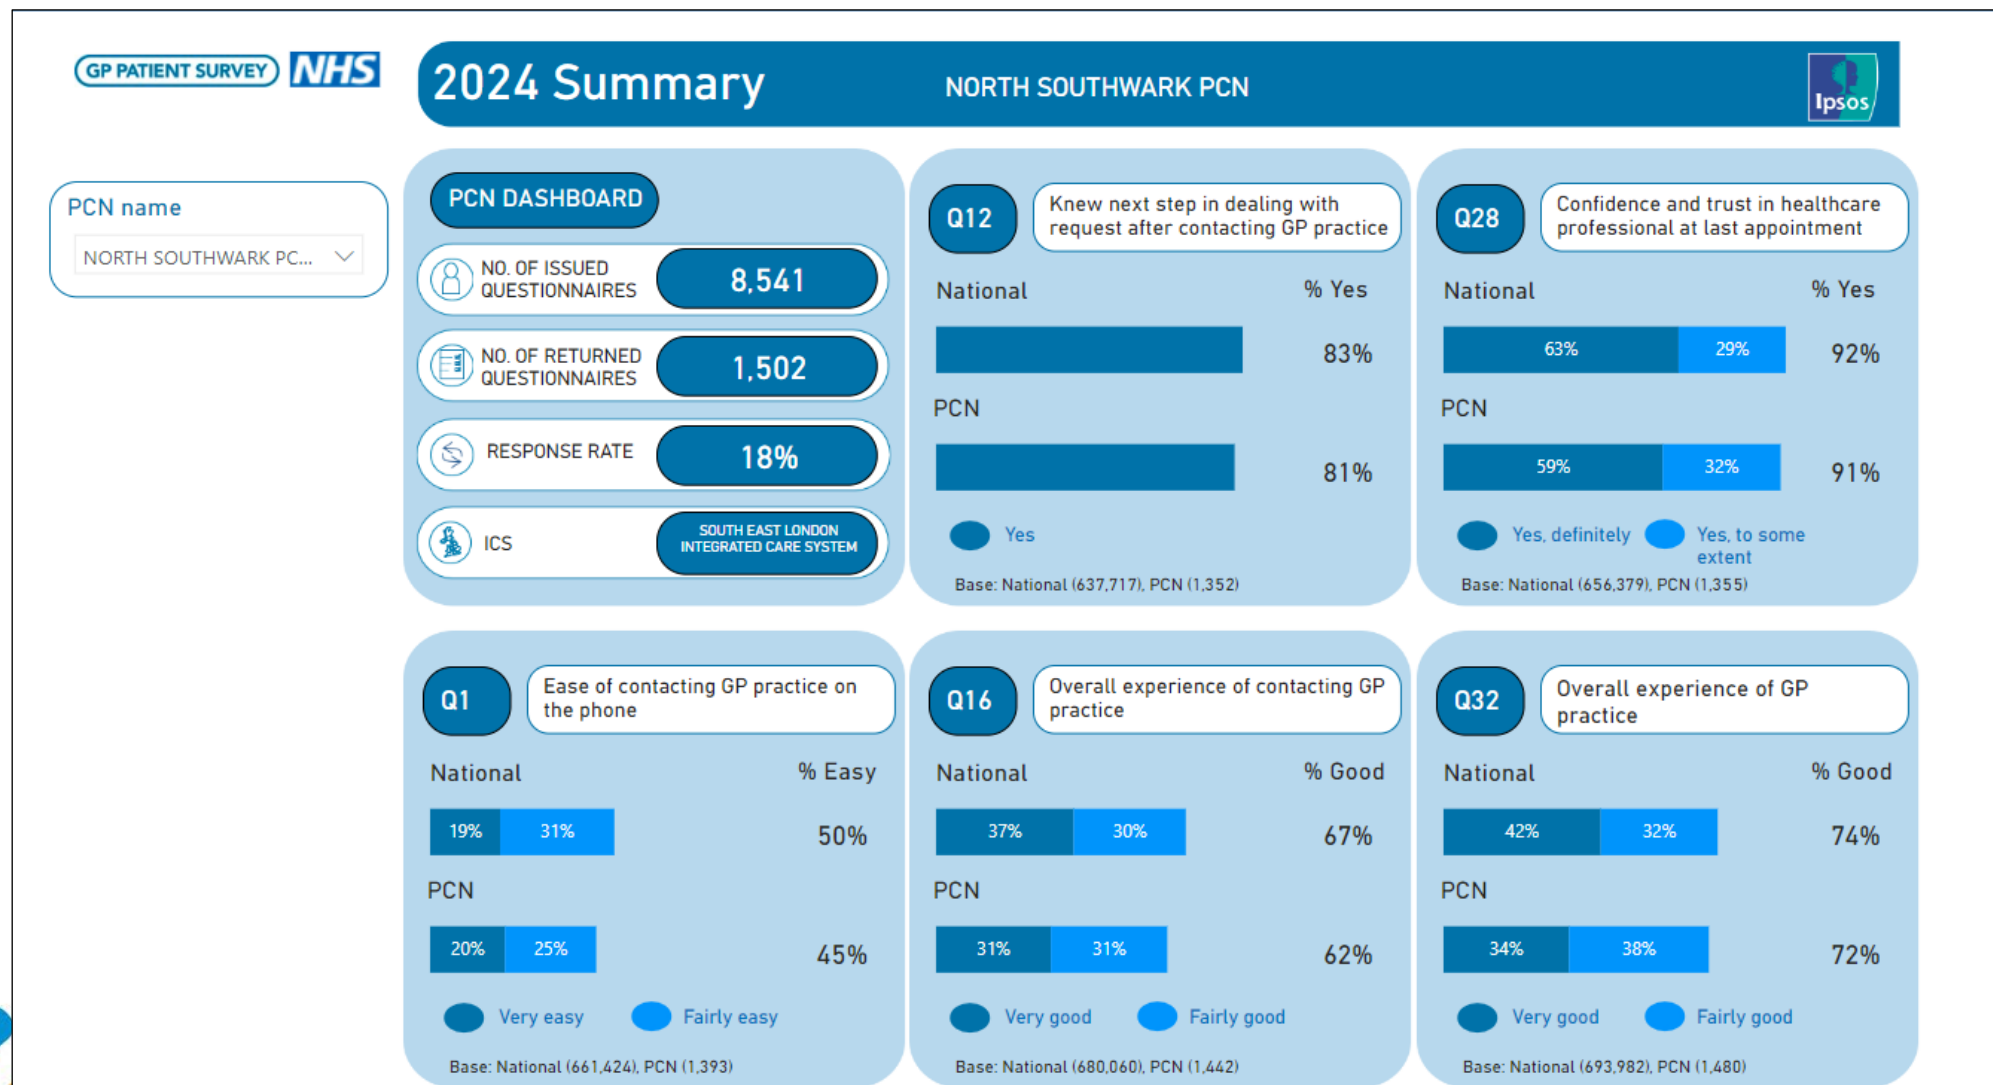 GP PATIENT SURVEY
NHS
2024 Summary
NORTH SOUTHWARK PCN
Ipsos
PCN name
NORTH SOUTHWARK PC...
PCN DASHBOARD
NO. OF ISSUED
QUESTIONNAIRES
8,541
NO. OF RETURNED
QUESTIONNAIRES
1,502
RESPONSE RATE
18%
ICS
SOUTH EAST LONDON
INTEGRATED CARE SYSTEM
Q12
Knew next step in dealing with
request after contacting GP practice
National % Yes
83%
PCN
81%
Yes
Base: National (637,717), PCN (1,352)
Q28
Confidence and trust in healthcare
professional at last appointment
National % Yes
63% 29% 92%
PCN
59% 32% 91%
Yes, definitely Yes, to some
extent
Base: National (656,379), PCN (1,355)
Q1
Ease of contacting GP practice on
the phone
National % Easy
19% 31% 50%
PCN
20% 25% 45%
Very easy Fairly easy
Base: National (661,424), PCN (1,393)
Q16
Overall experience of contacting GP
practice
National % Good
37% 30% 67%
PCN
31% 31% 62%
Very good Fairly good
Base: National (680,060), PCN (1,442)
Q32
Overall experience of GP
practice
National % Good
42% 32% 74%
PCN
34% 38% 72%
Very good Fairly good
Base: National (693,982), PCN (1,480)